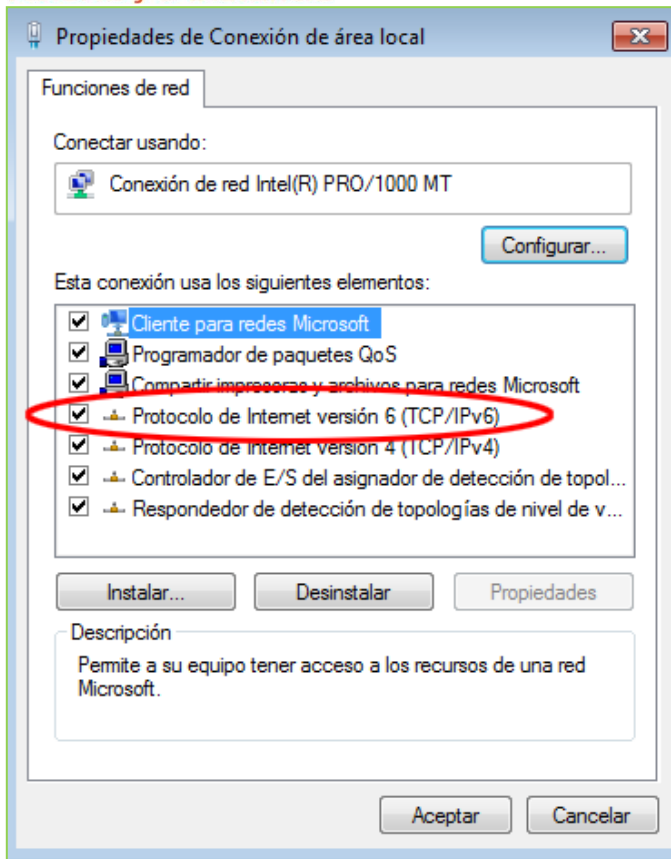 Propiedades de Conexión de área local
Funciones de red
Conectar usando:
Conexión de red Intel(R) PRO/1000 MT
Configurar...
Esta conexión usa los siguientes elementos:
Cliente para redes Microsoft
Programador de paquetes QoS
Compartir impresoras y archivos para redes Microsoft
Protocolo de Internet versión 6 (TCP/IPv6)
Protocolo de Internet versión 4 (TCP/IPv4)
Controlador de E/S del asignador de detección de topol...
Respondedor de detección de topologías de nivel de v...
Instalar... Desinstalar Propiedades
Descripción
Permite a su equipo tener acceso a los recursos de una red
Microsoft.
Aceptar Cancelar